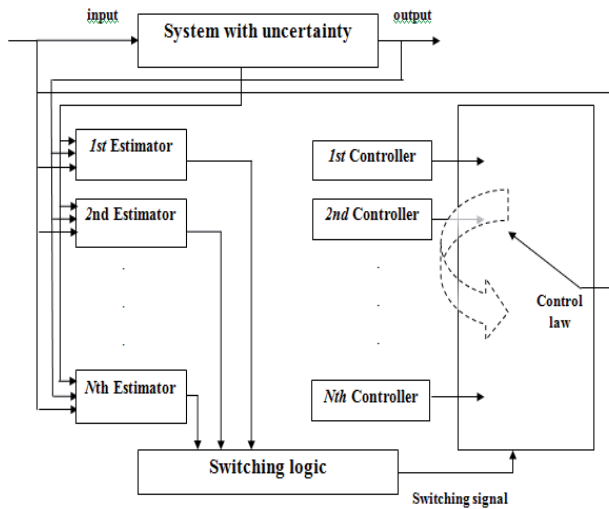 input
output
System with uncertainty
1st Estimator
1st Controller
2nd Estimator
2nd Controller
Control
law
Nth Estimator
Nth Controller
Switching logic
Switching signal